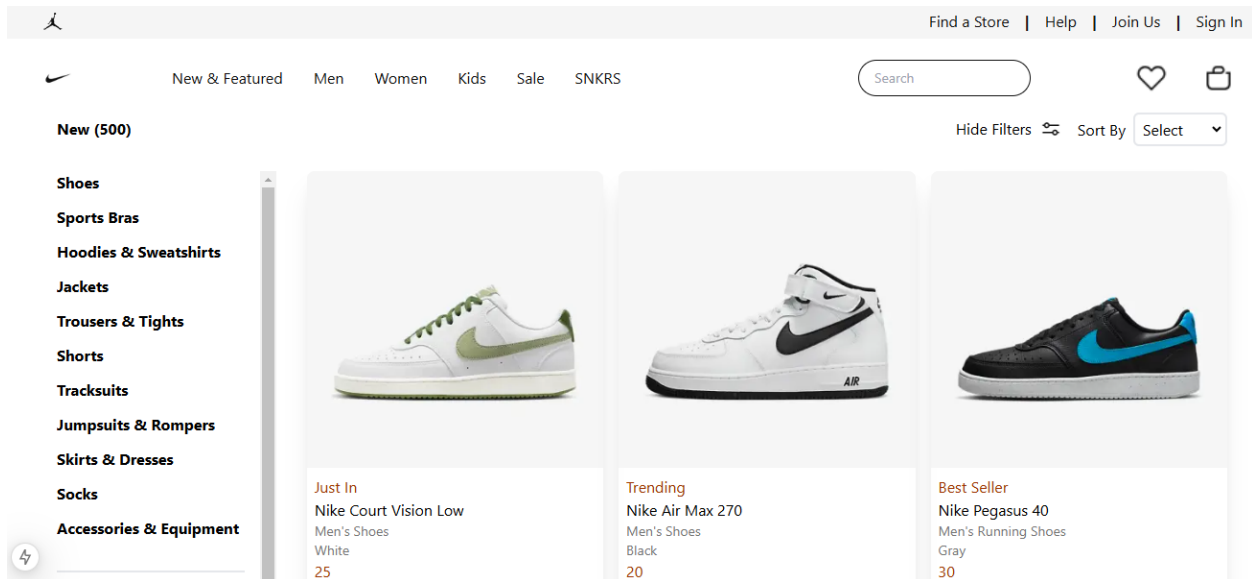 Find a Store | Help | Join Us | Sign In
New & Featured Men Women Kids Sale SNKRS Search
New (500) Hide Filters Sort By Select
Shoes
Sports Bras
Hoodies & Sweatshirts
Jackets
Trousers & Tights
Shorts
Tracksuits
Jumpsuits & Rompers
Skirts & Dresses
Socks
Accessories & Equipment
AIR
Just In
Nike Court Vision Low
Men's Shoes
White
25
Trending
Nike Air Max 270
Men's Shoes
Black
20
Best Seller
Nike Pegasus 40
Men's Running Shoes
Gray
30